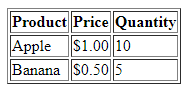 Product Price Quantity
Apple $1.00 10
Banana $0.50 5